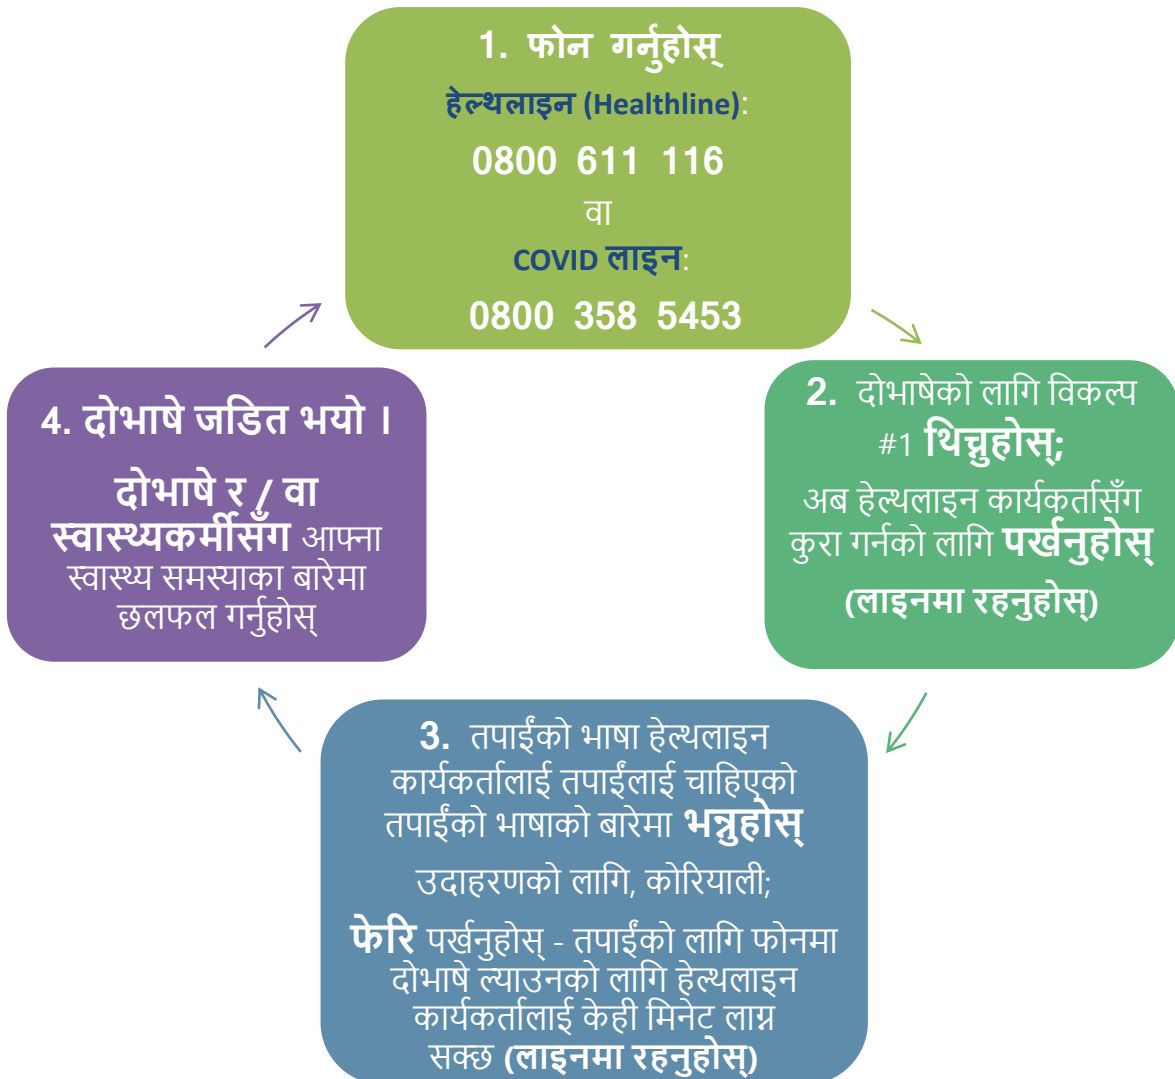 1. फोन गर्नुहोस्
हेल्थलाइन (Healthline):
0800 611 116
वा
COVID लाइन:
0800 358 5453
2. दोभाषेको लागि विकल्प
#1 थिच्नुहोस्;
अब हेल्थलाइन कार्यकर्तासँग
कुरा गर्नको लागि पर्खनुहोस्
(लाइनमा रहनुहोस्)
3. तपाईंको भाषा हेल्थलाइन
कार्यकर्तालाई तपाईंलाई चाहिएको
तपाईंको भाषाको बारेमा भन्नुहोस्
उदाहरणको लागि, कोरियाली;
फेरि पर्खनुहोस् - तपाईंको लागि फोनमा
दोभाषे ल्याउनको लागि हेल्थलाइन
कार्यकर्तालाई केही मिनेट लाग्न
सक्छ (लाइनमा रहनुहोस्)
4. दोभाषे जडित भयो ।
दोभाषे र / वा
स्वास्थ्यकर्मीसँग आफ्ना
स्वास्थ्य समस्याका बारेमा
छलफल गर्नुहोस्